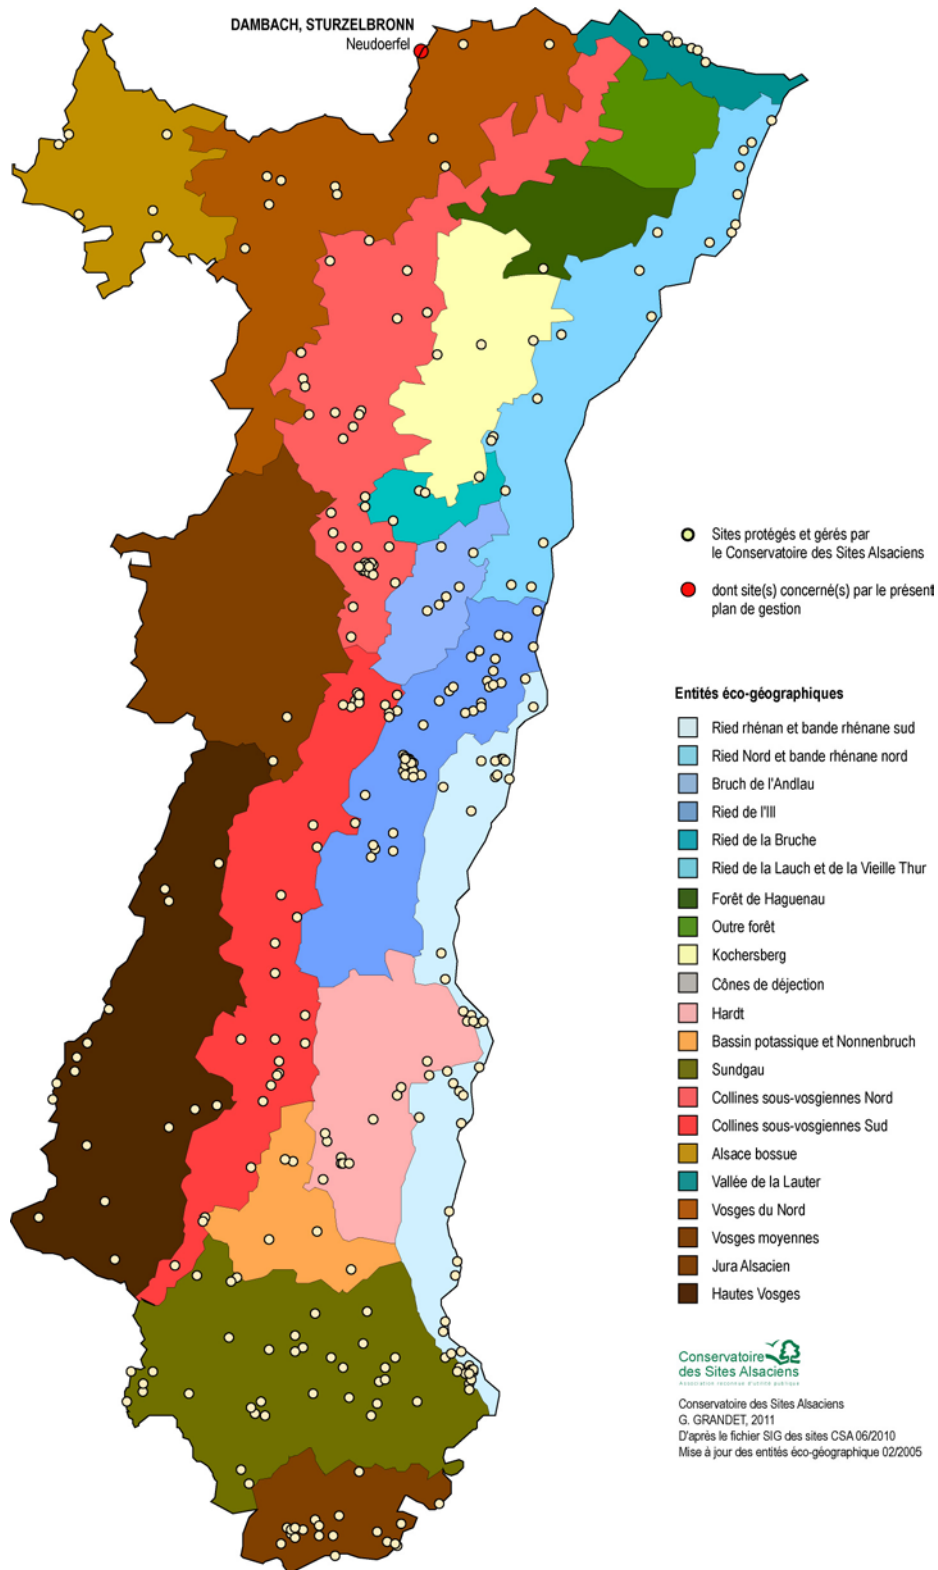 DAMBACH, STURZELBRONN
Neudoerfel
Sites protégés et gérés par
le Conservatoire des Sites Alsaciens
dont site(s) concerné(s) par le présent
plan de gestion
Entités éco-géographiques
Ried rhénan et bande rhénane sud
Ried Nord et bande rhénane nord
Bruch de l'Andlau
Ried de l'Ill
Ried de la Bruche
Ried de la Lauch et de la Vieille Thur
Forêt de Haguenau
Outre forêt
Kochersberg
Cônes de déjection
Hardt
Bassin potassique et Nonnenbruch
Sundgau
Collines sous-vosgiennes Nord
Collines sous-vosgiennes Sud
Alsace bossue
Vallée de la Lauter
Vosges du Nord
Vosges moyennes
Jura Alsacien
Hautes Vosges
Conservatoire
des Sites Alsaciens
Association reconnue d'utilité publique
Conservatoire des Sites Alsaciens
G. GRANDET, 2011
D'après le fichier SIG des sites CSA 06/2010
Mise à jour des entités éco-géographique 02/2005